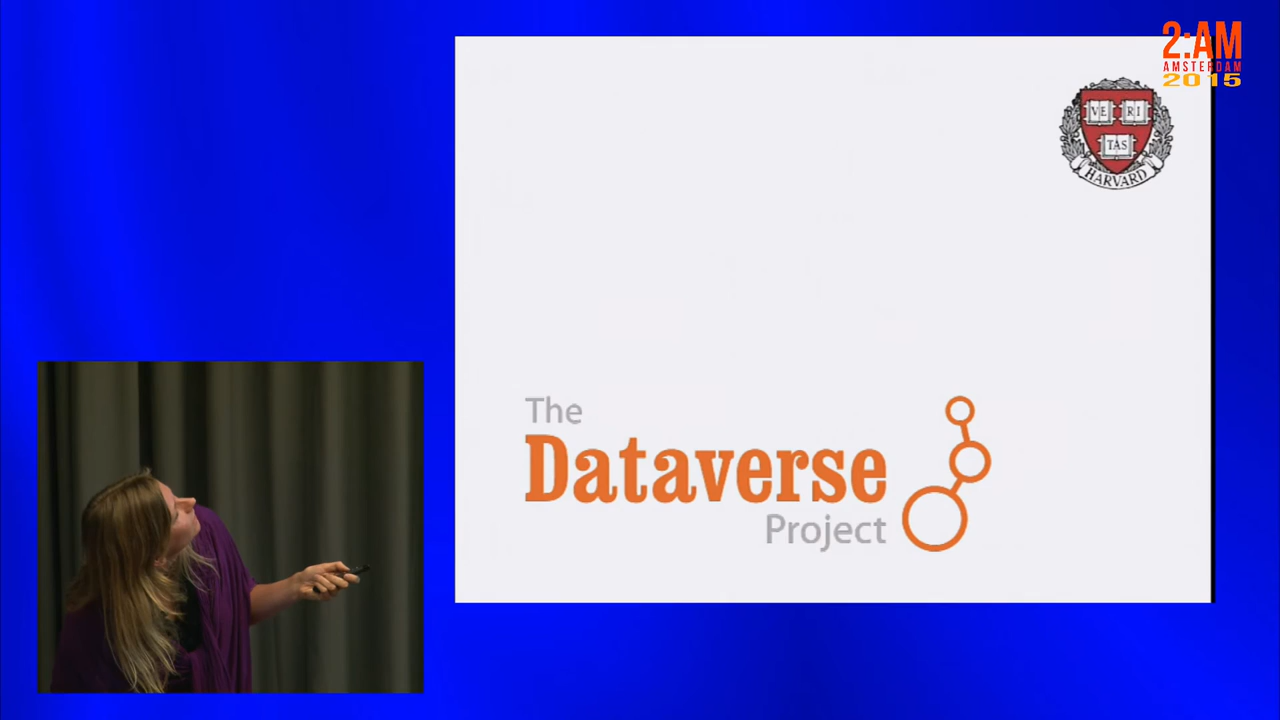 2:AM
AMSTERDAM
2015
VE RI
TAS
HARVARD
The
Dataverse
Project